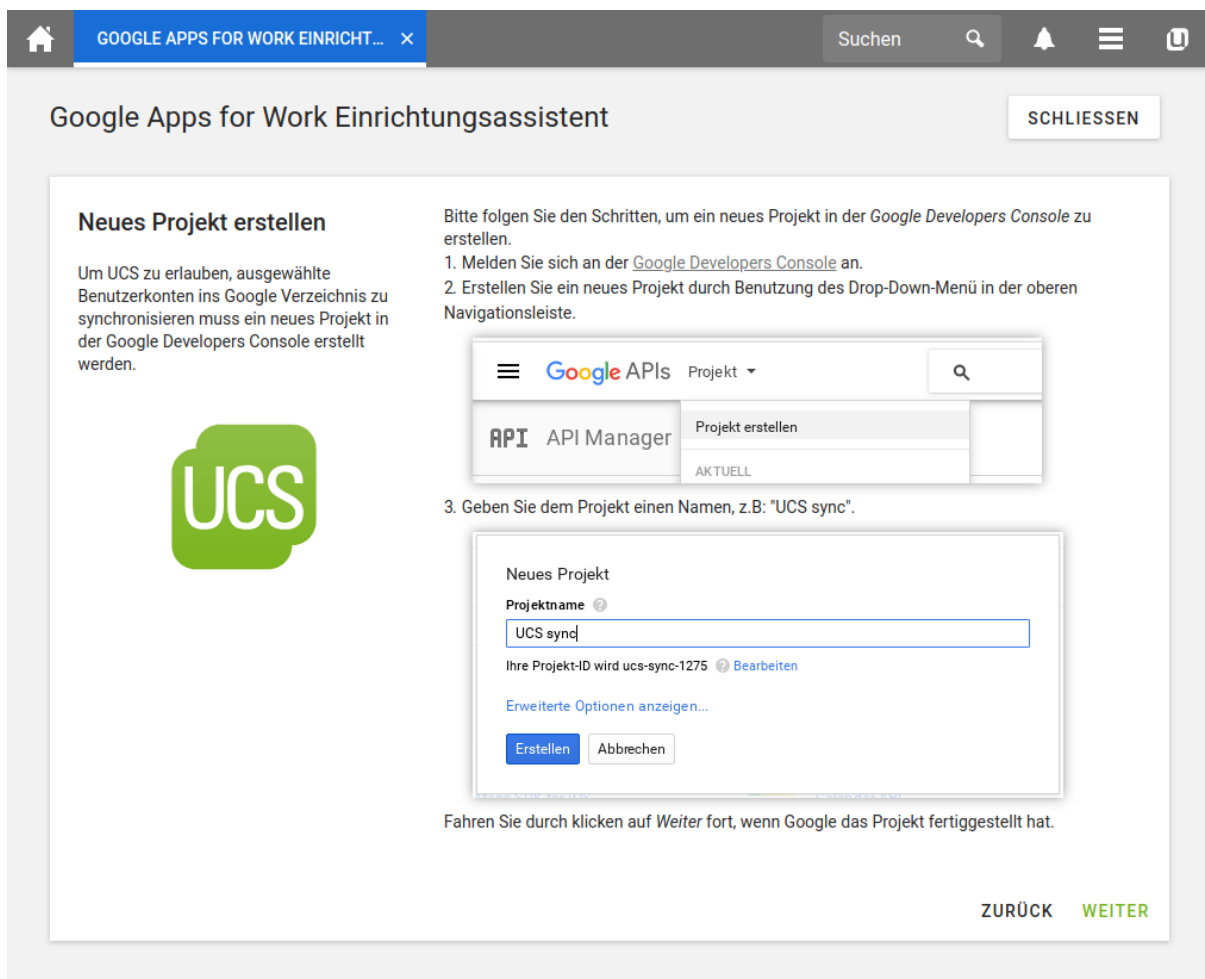 GOOGLE APPS FOR WORK EINRICHT... ×
Suchen
Google Apps for Work Einrichtungsassistent
SCHLIESSEN
Neues Projekt erstellen
Um UCS zu erlauben, ausgewählte
Benutzerkonten ins Google Verzeichnis zu
synchronisieren muss ein neues Projekt in
der Google Developers Console erstellt
werden.
UCS
Bitte folgen Sie den Schritten, um ein neues Projekt in der Google Developers Console zu
erstellen.
1. Melden Sie sich an der Google Developers Console an.
2. Erstellen Sie ein neues Projekt durch Benutzung des Drop-Down-Menü in der oberen
Navigationsleiste.
Google APIs Projekt
API API Manager
Projekt erstellen
AKTUELL
3. Geben Sie dem Projekt einen Namen, z.B: "UCS sync".
Neues Projekt
Projektname ?
UCS sync
Ihre Projekt-ID wird ucs-sync-1275 ? Bearbeiten
Erweiterte Optionen anzeigen...
Erstellen Abbrechen
Fahren Sie durch klicken auf Weiter fort, wenn Google das Projekt fertiggestellt hat.
ZURÜCK WEITER